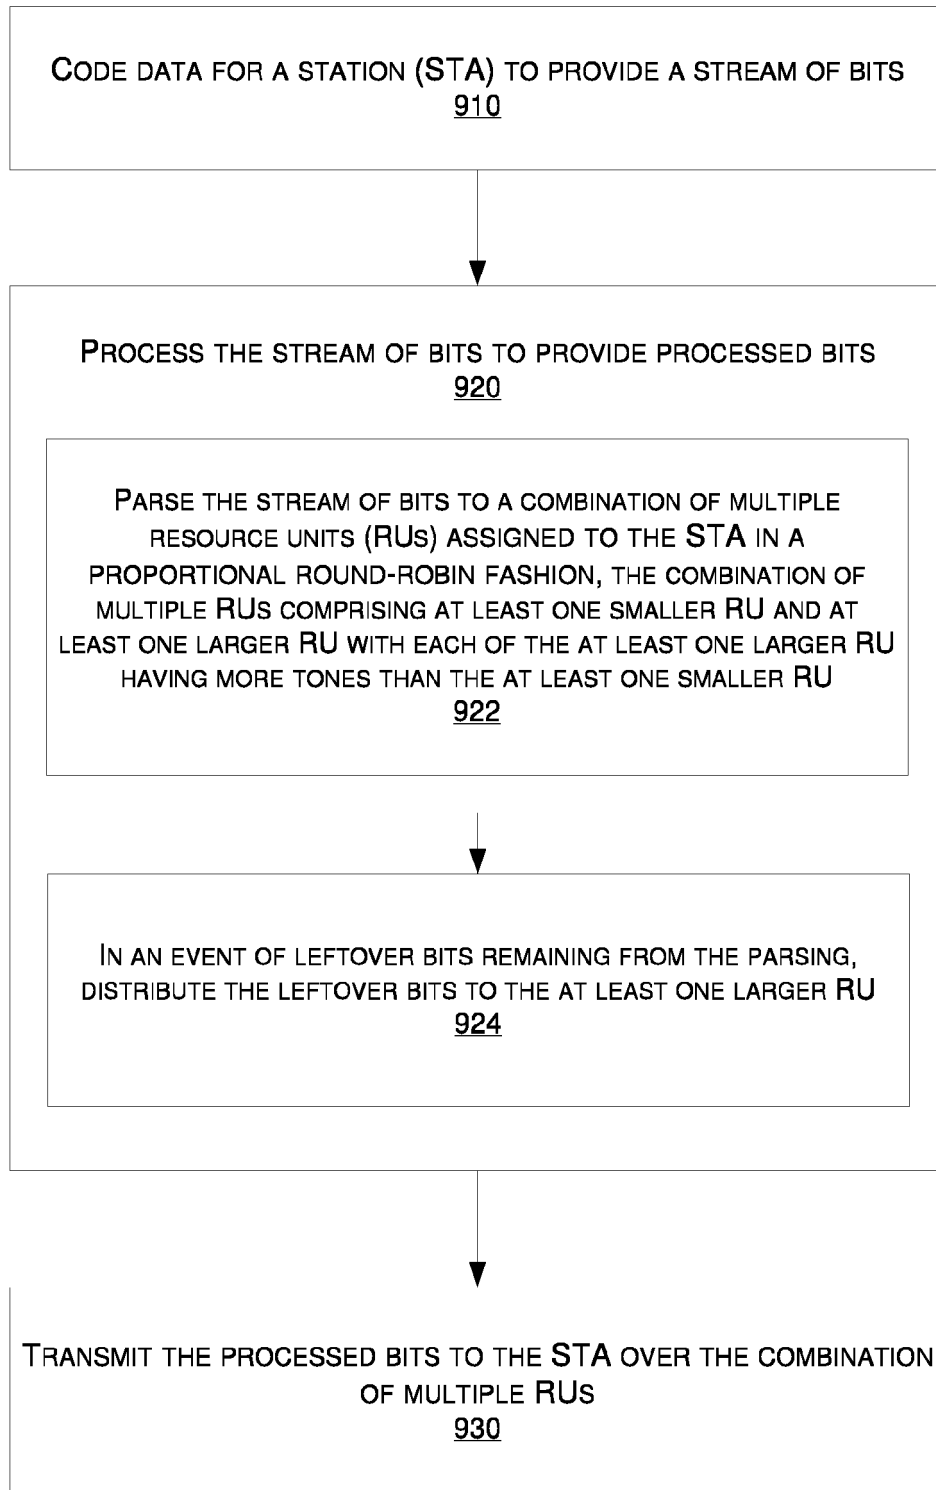 CODE DATA FOR A STATION (STA) TO PROVIDE A STREAM OF BITS
910
PROCESS THE STREAM OF BITS TO PROVIDE PROCESSED BITS
920
PARSE THE STREAM OF BITS TO A COMBINATION OF MULTIPLE
RESOURCE UNITS (RUS) ASSIGNED TO THE STA IN A
PROPORTIONAL ROUND-ROBIN FASHION, THE COMBINATION OF
MULTIPLE RUS COMPRISING AT LEAST ONE SMALLER RU AND AT
LEAST ONE LARGER RU WITH EACH OF THE AT LEAST ONE LARGER RU
HAVING MORE TONES THAN THE AT LEAST ONE SMALLER RU
922
IN AN EVENT OF LEFTOVER BITS REMAINING FROM THE PARSING,
DISTRIBUTE THE LEFTOVER BITS TO THE AT LEAST ONE LARGER RU
924
TRANSMIT THE PROCESSED BITS TO THE STA OVER THE COMBINATION
OF MULTIPLE RUS
930